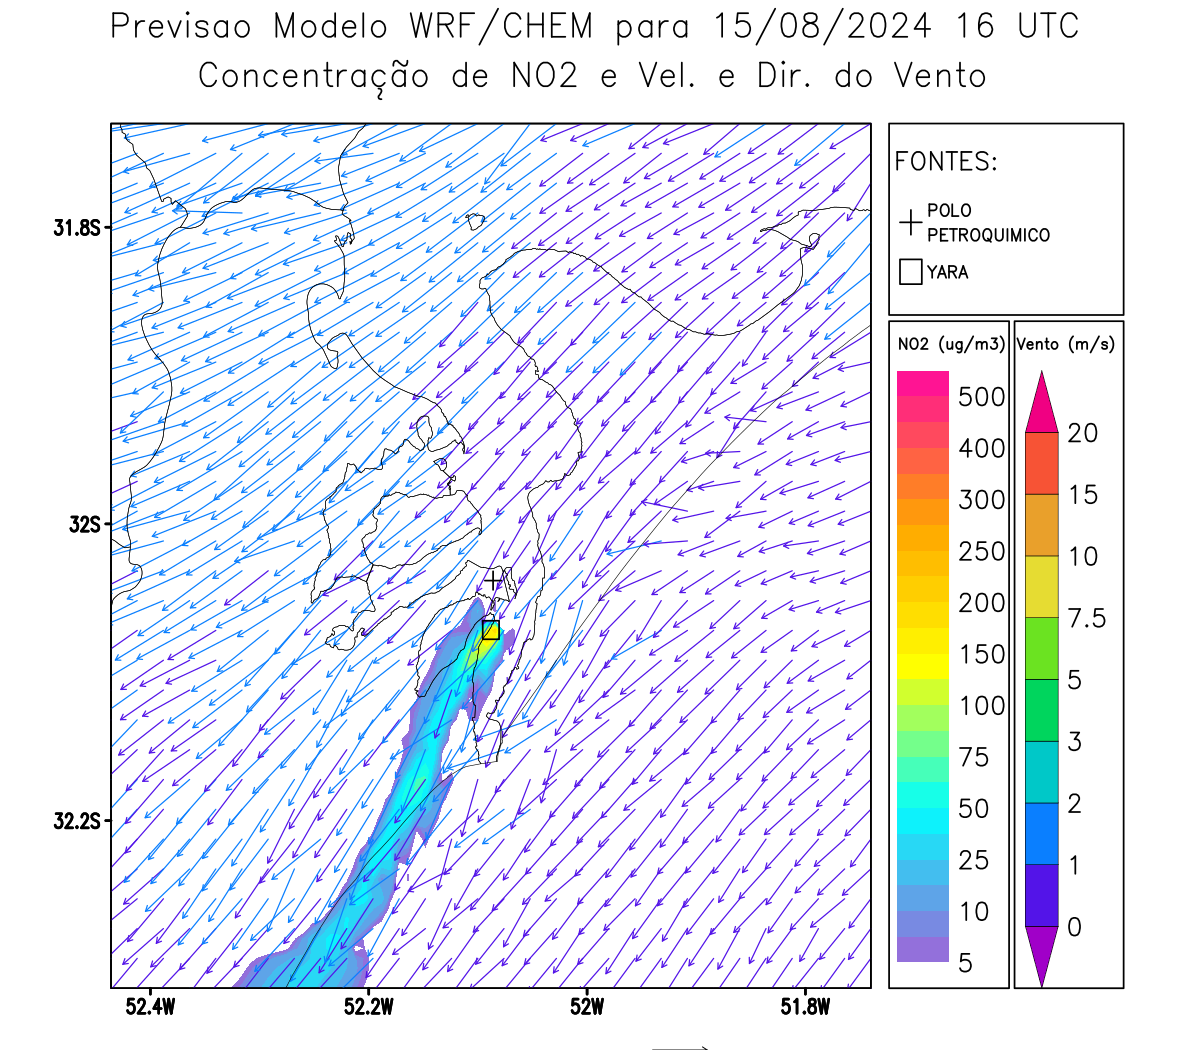 Previsao Modelo WRF/CHEM para 15/08/2024 16 UTC
Concentração de NO2 e Vel. e Dir. do Vento
FONTES:
POLO
PETROQUIMICO
YARA
NO2 (ug/m3)
500
400
300
250
200
150
100
75
50
25
10
5
Vento (m/s)
20
15
10
7.5
5
3
2
1
0
31.8S
32S
32.2S
52.4W
52.2W
52W
51.8W